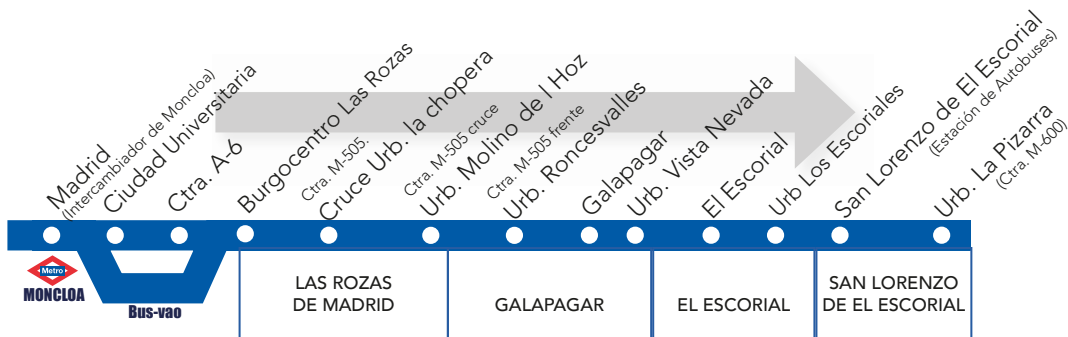 Madrid
(Intercambiador de Moncloa)
Ciudad Universitaria
Ctra. A-6
Burgocentro Las Rozas
Ctra. M-505.
Cruce Urb. la chopera
Ctra. M-505 cruce
Urb. Molino de l Hoz
Ctra. M-505 frente
Urb. Roncesvalles
Galapagar
Urb. Vista Nevada
El Escorial
Urb Los Escoriales
San Lorenzo de El Escorial
(Estación de Autobuses)
Urb. La Pizarra
(Ctra. M-600)
Metro
MONCLOA
Bus-vao
LAS ROZAS
DE MADRID
GALAPAGAR
EL ESCORIAL
SAN LORENZO
DE EL ESCORIAL